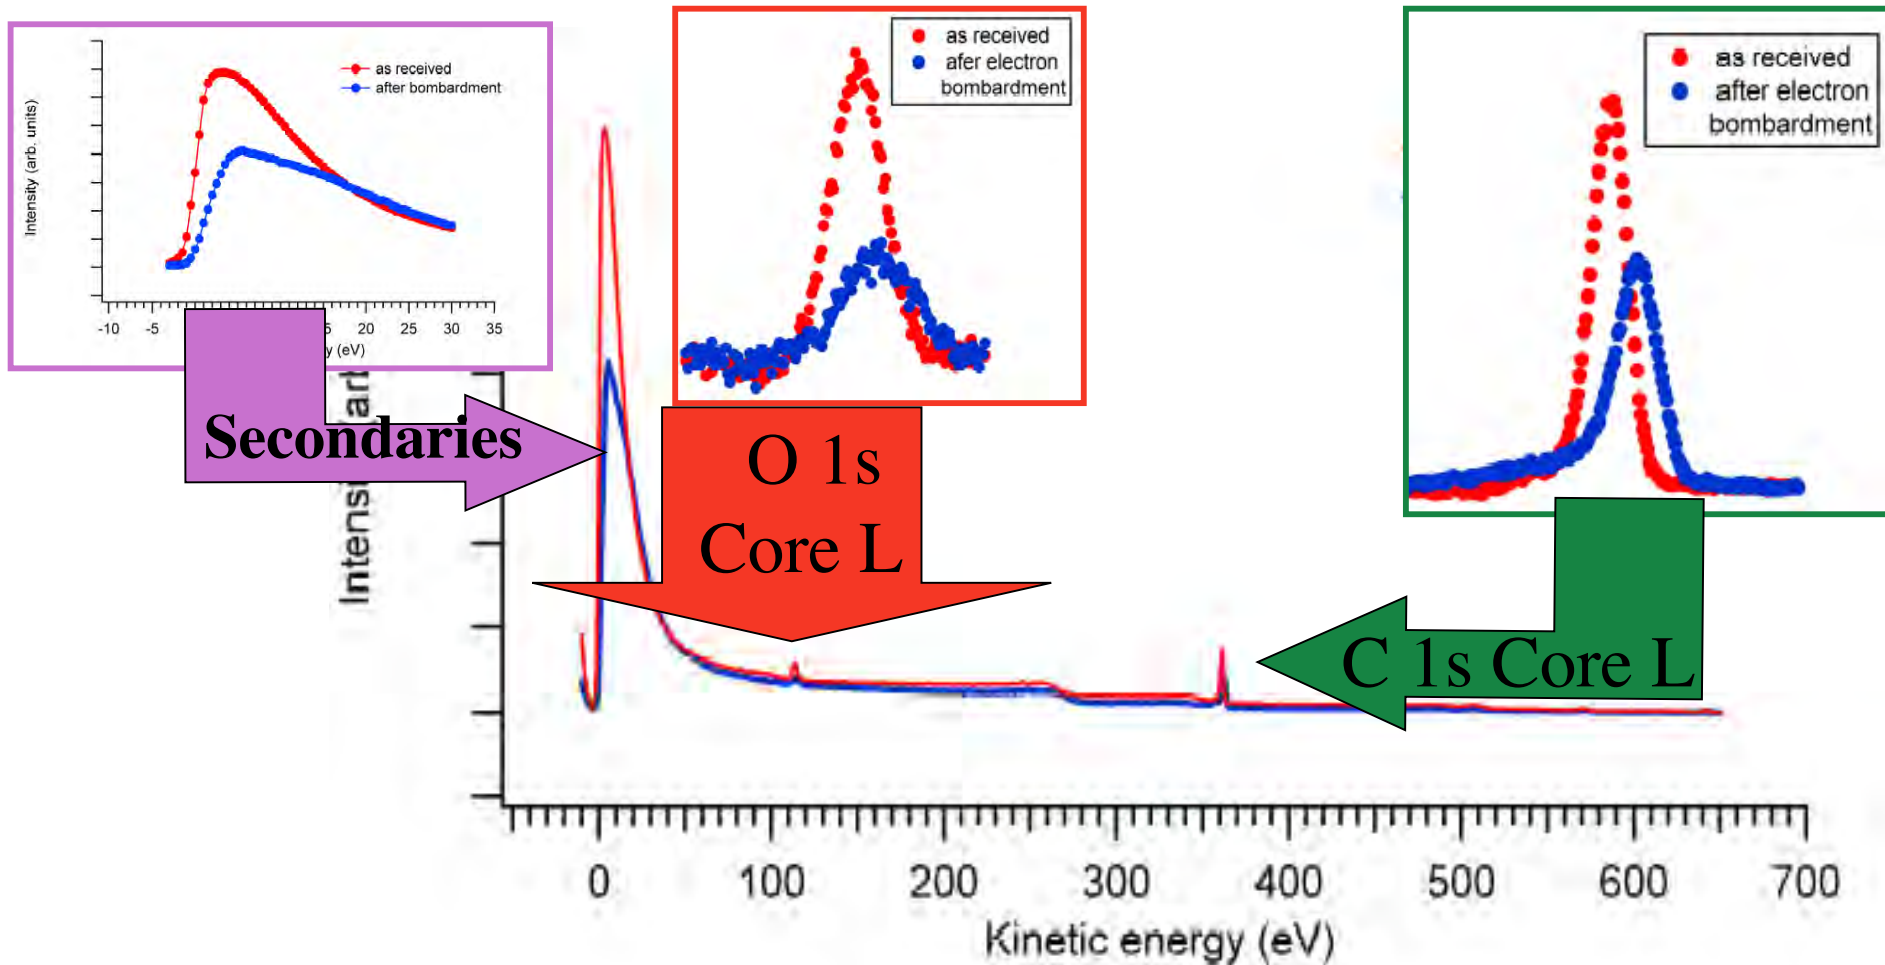 Intensity (arb. units)
as received
after bombardment
-10
-5
20
25
30
35
y (eV)
as received
afer electron
bombardment
as received
after electron
bombardment
Secondaries
O 1s
Core L
C 1s Core L
0
100
200
300
400
500
600
700
Kinetic energy (eV)